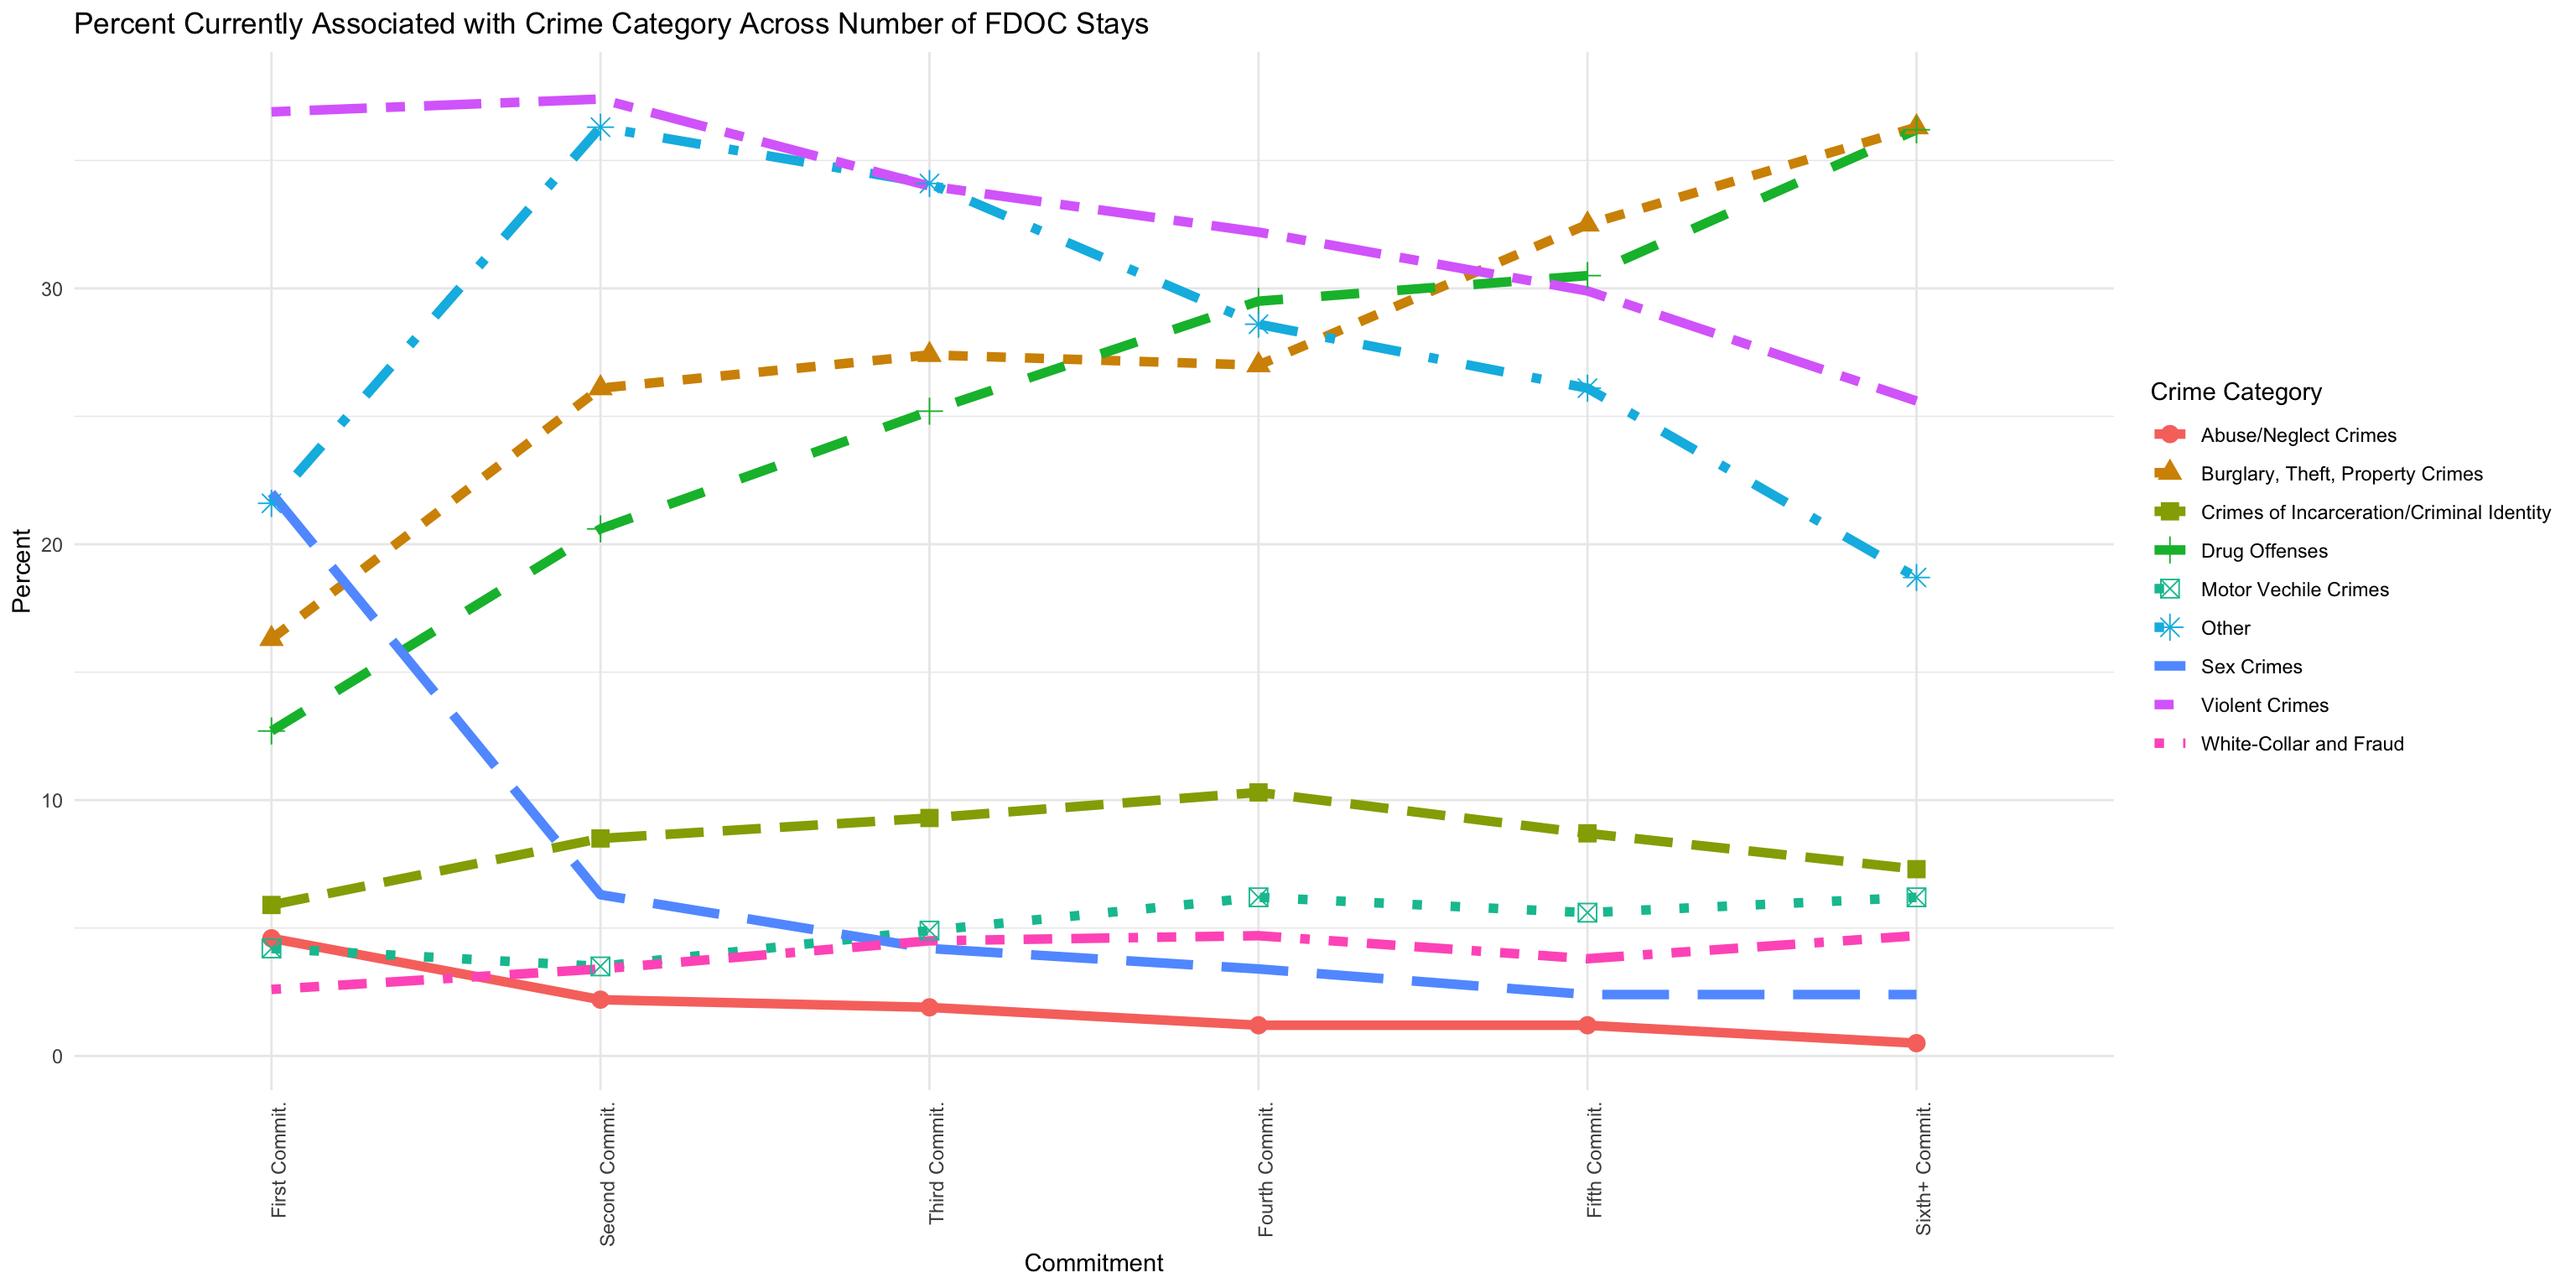 Percent Currently Associated with Crime Category Across Number of FDOC Stays
Percent
30
20
10
0
First Commit.
Second Commit.
Third Commit.
Fourth Commit.
Fifth Commit.
Sixth+ Commit.
Commitment
Crime Category
Abuse/Neglect Crimes
Burglary, Theft, Property Crimes
Crimes of Incarceration/Criminal Identity
Drug Offenses
Motor Vechile Crimes
Other
Sex Crimes
Violent Crimes
White-Collar and Fraud